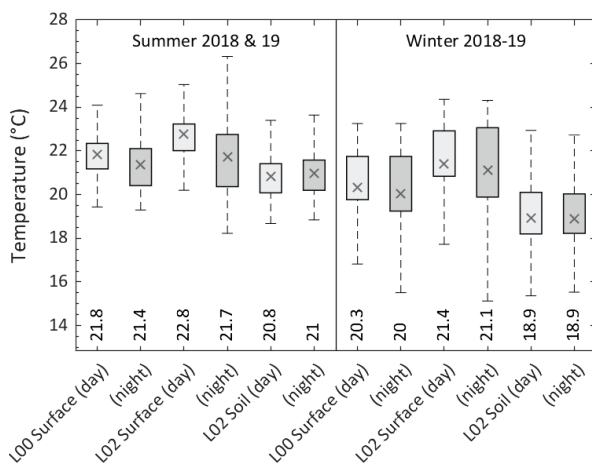 Summer 2018 & 19
Winter 2018-19
Temperature (°C)
28
26
24
22
20
18
16
14
21.8
21.4
22.8
21.7
20.8
21
20.3
20
21.4
21.1
18.9
18.9
L00 Surface (day)
(night)
L02 Surface (day)
(night)
L02 Soil (day)
(night)
L00 Surface (day)
(night)
L02 Surface (day)
(night)
L02 Soil (day)
(night)